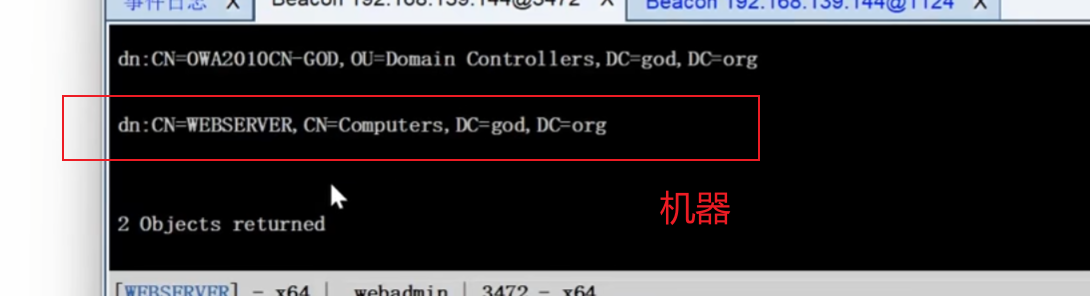 事件日志 X Beacon 192.168.139.144@3472 X Beacon 192.168.139.144@1124 X
dn:CN=OWA2010CN-GOD,OU=Domain Controllers,DC=god,DC=org
dn:CN=WEBSERVER,CN=Computers,DC=god,DC=org
机器
2 Objects returned
[WEBSERVER] - x64 | webadmin | 3472 - x64